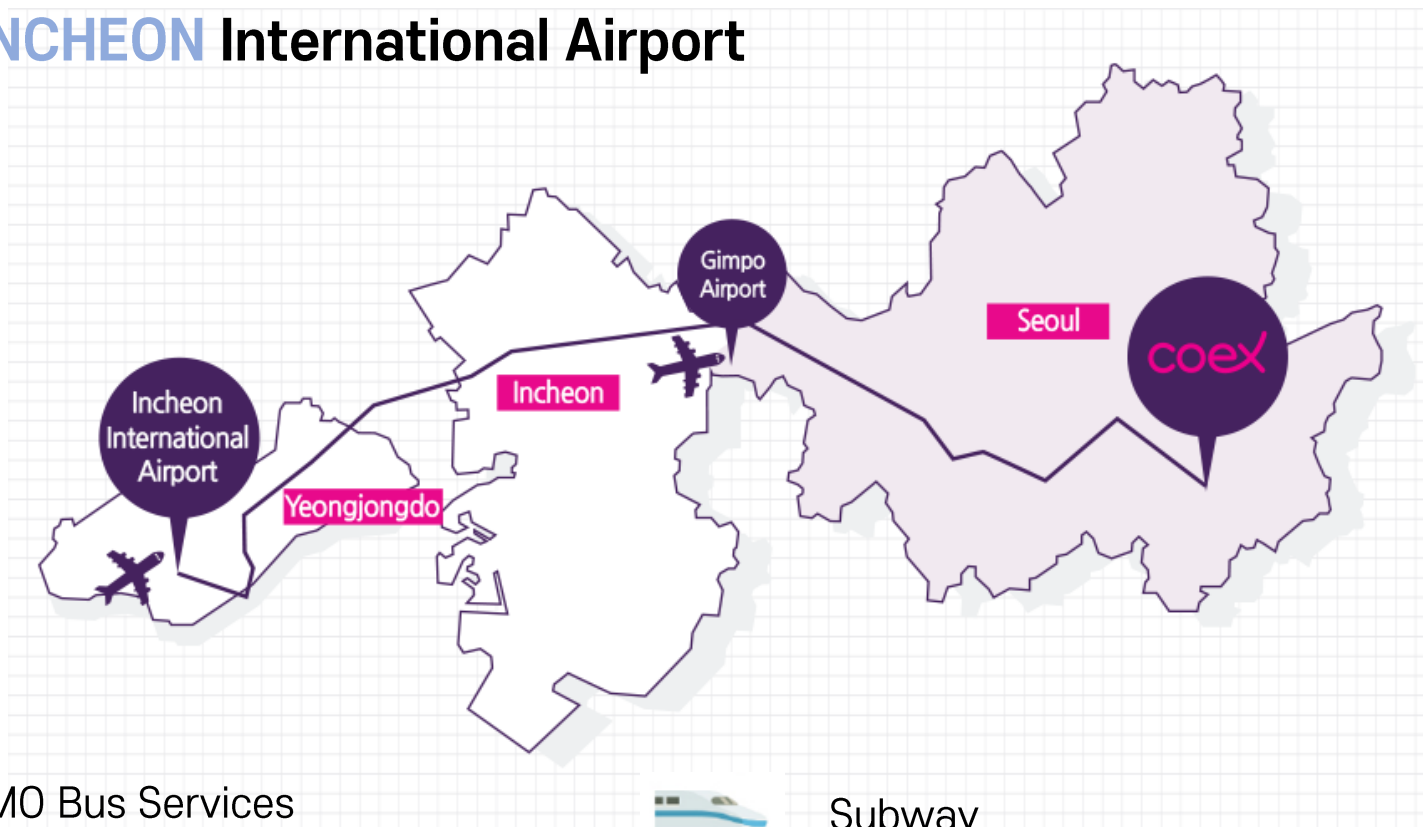 NCHEON International Airport
Gimpo
Airport
Seoul
coex
Incheon
International
Airport
Incheon
Yeongjongdo
MO Bus Services
Subway